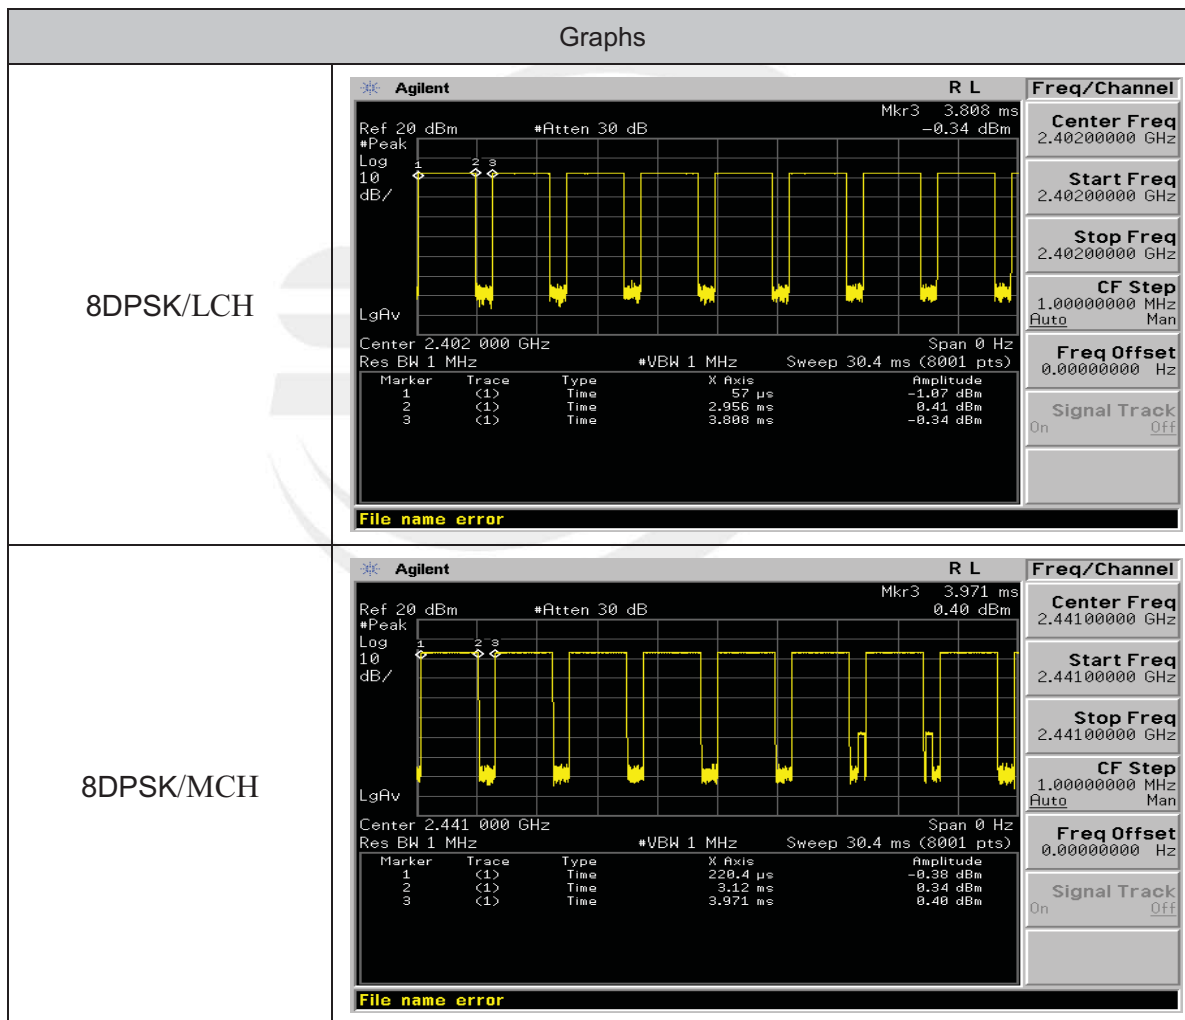 Graphs
8DPSK/LCH
Agilent R L Freq/Channel
Mkr3 3.808 ms
Ref 20 dBm #Atten 30 dB -0.34 dBm
#Peak
Log
10
dB/
1 2 3
LgAv
Center 2.402 000 GHz Span 0 Hz
Res BW 1 MHz #VBW 1 MHz Sweep 30.4 ms (8001 pts)
Marker Trace Type X Axis Amplitude
1 (1) Time 57 µs -1.07 dBm
2 (1) Time 2.956 ms 0.41 dBm
3 (1) Time 3.808 ms -0.34 dBm
File name error
Center Freq
2.40200000 GHz
Start Freq
2.40200000 GHz
Stop Freq
2.40200000 GHz
CF Step
1.00000000 MHz
Auto Man
Freq Offset
0.00000000 Hz
Signal Track
On Off
8DPSK/MCH
Agilent R L Freq/Channel
Mkr3 3.971 ms
Ref 20 dBm #Atten 30 dB 0.40 dBm
#Peak
Log
10
dB/
1 2 3
LgAv
Center 2.441 000 GHz Span 0 Hz
Res BW 1 MHz #VBW 1 MHz Sweep 30.4 ms (8001 pts)
Marker Trace Type X Axis Amplitude
1 (1) Time 220.4 µs -0.38 dBm
2 (1) Time 3.12 ms 0.34 dBm
3 (1) Time 3.971 ms 0.40 dBm
File name error
Center Freq
2.44100000 GHz
Start Freq
2.44100000 GHz
Stop Freq
2.44100000 GHz
CF Step
1.00000000 MHz
Auto Man
Freq Offset
0.00000000 Hz
Signal Track
On Off